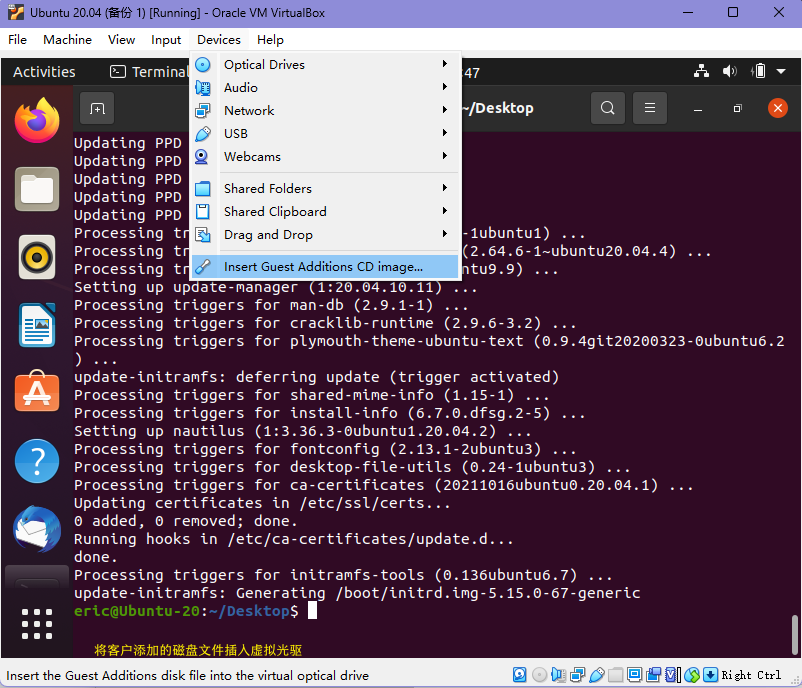 Ubuntu 20.04 (备份 1) [Running] - Oracle VM VirtualBox
File Machine View Input Devices Help
Optical Drives
Audio
Network
USB
Webcams
Shared Folders
Shared Clipboard
Drag and Drop
Insert Guest Additions CD image...
Activities Terminal :47
~/Desktop
Updating PPD
Updating PPD
Updating PPD
Updating PPD
Updating PPD
Processing tr -1ubuntu1) ...
Processing tr (2.64.6-1~ubuntu20.04.4) ...
Processing tr ntu9.9) ...
Setting up update-manager (1:20.04.10.11) ...
Processing triggers for man-db (2.9.1-1) ...
Processing triggers for cracklib-runtime (2.9.6-3.2) ...
Processing triggers for plymouth-theme-ubuntu-text (0.9.4git20200323-0ubuntu6.2
) ...
update-initramfs: deferring update (trigger activated)
Processing triggers for shared-mime-info (1.15-1) ...
Processing triggers for install-info (6.7.0.dfsg.2-5) ...
Setting up nautilus (1:3.36.3-0ubuntu1.20.04.2) ...
Processing triggers for fontconfig (2.13.1-2ubuntu3) ...
Processing triggers for desktop-file-utils (0.24-1ubuntu3) ...
Processing triggers for ca-certificates (20211016ubuntu0.20.04.1) ...
Updating certificates in /etc/ssl/certs...
0 added, 0 removed; done.
Running hooks in /etc/ca-certificates/update.d...
done.
Processing triggers for initramfs-tools (0.136ubuntu6.7) ...
update-initramfs: Generating /boot/initrd.img-5.15.0-67-generic
eric@Ubuntu-20:~/Desktop$
将客户添加的磁盘文件插人虚拟光驱
Insert the Guest Additions disk file into the virtual optical drive
Right Ctrl